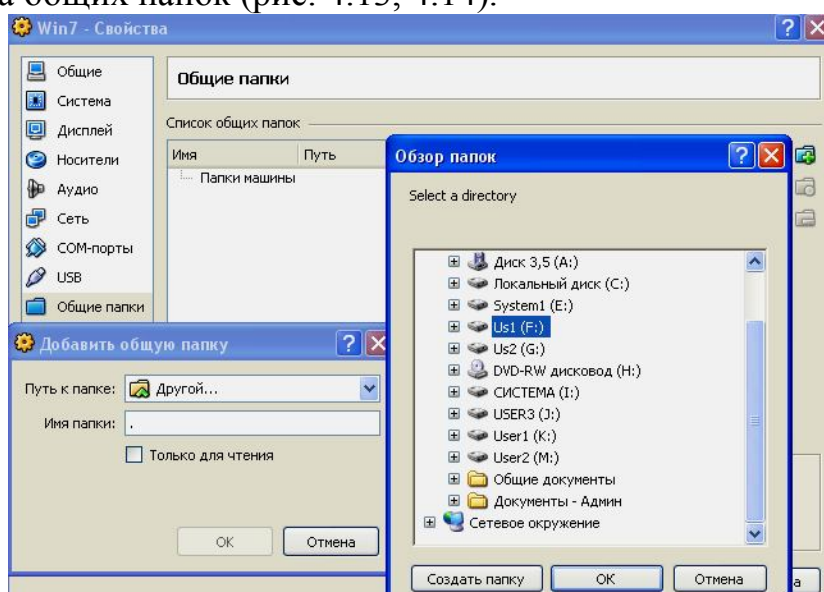 общих папок (рис. 4.13, 4.14).
Win7 - Свойства
Общие
Система
Дисплей
Носители
Аудио
Сеть
COM-порты
USB
Общие папки
Общие папки
Список общих папок
Имя Путь
Папки машины
Обзор папок
Select a directory
Диск 3,5 (A:)
Локальный диск (C:)
System1 (E:)
Us1 (F:)
Us2 (G:)
DVD-RW дисковод (H:)
СИСТЕМА (I:)
USER3 (J:)
User1 (K:)
User2 (M:)
Общие документы
Документы - Админ
Сетевое окружение
Создать папку OK Отмена
Добавить общую папку
Путь к папке: Другой...
Имя папки: .
Только для чтения
OK Отмена
а